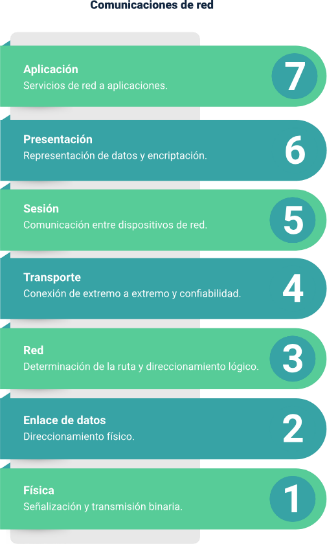 Comunicaciones de red
Aplicación
Servicios de red a aplicaciones.
7
Presentación
Representación de datos y encriptación.
6
Sesión
Comunicación entre dispositivos de red.
5
Transporte
Conexión de extremo a extremo y confiabilidad.
4
Red
Determinación de la ruta y direccionamiento lógico.
3
Enlace de datos
Direccionamiento físico.
2
Física
Señalización y transmisión binaria.
1